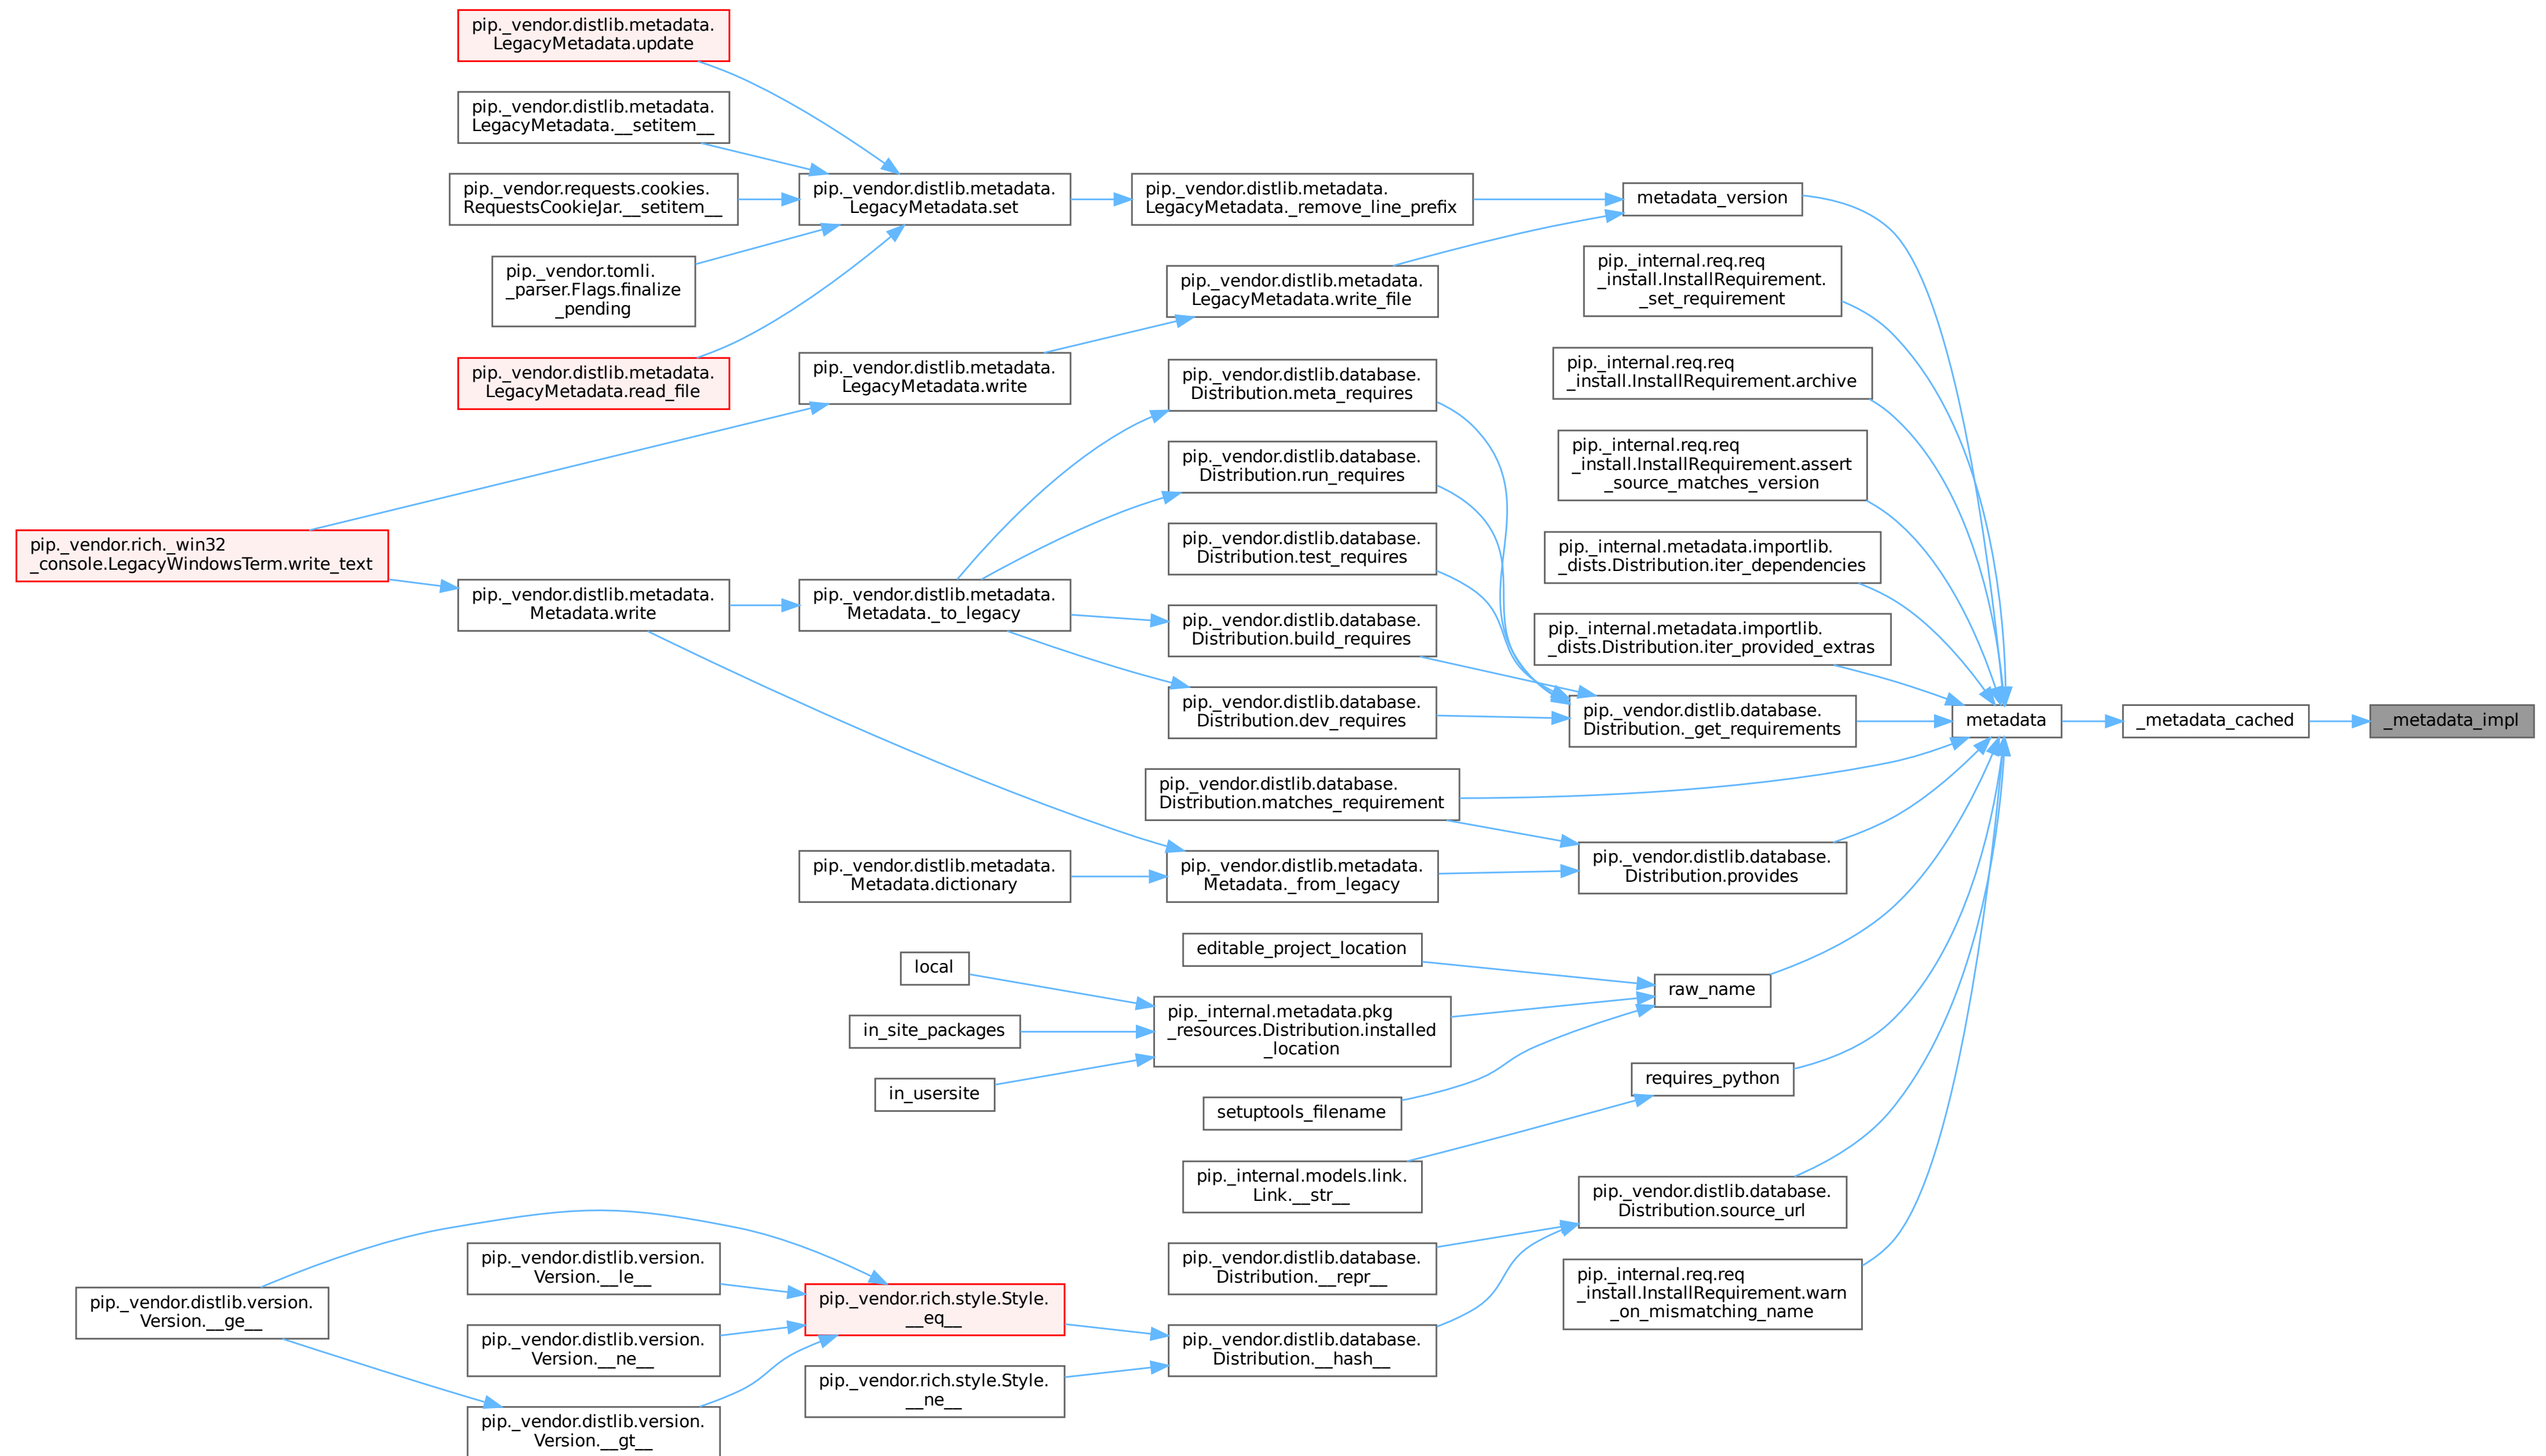 pip._vendor.distlib.metadata.
LegacyMetadata.update
pip._vendor.distlib.metadata.
LegacyMetadata.__setitem__
pip._vendor.requests.cookies.
RequestsCookieJar.__setitem__
pip._vendor.tomli.
_parser.Flags.finalize
_pending
pip._vendor.distlib.metadata.
LegacyMetadata.read_file
pip._vendor.rich._win32
_console.LegacyWindowsTerm.write_text
pip._vendor.distlib.metadata.
Metadata.write
pip._vendor.distlib.version.
Version.__ge__
pip._vendor.distlib.version.
Version.__le__
pip._vendor.distlib.version.
Version.__ne__
pip._vendor.distlib.version.
Version.__gt__
pip._vendor.distlib.metadata.
LegacyMetadata.set
pip._vendor.distlib.metadata.
LegacyMetadata.write
pip._vendor.distlib.metadata.
Metadata._to_legacy
pip._vendor.distlib.metadata.
Metadata.dictionary
local
in_site_packages
in_usersite
pip._vendor.rich.style.Style.
__eq__
pip._vendor.rich.style.Style.
__ne__
pip._vendor.distlib.metadata.
LegacyMetadata._remove_line_prefix
pip._vendor.distlib.metadata.
LegacyMetadata.write_file
pip._vendor.distlib.database.
Distribution.meta_requires
pip._vendor.distlib.database.
Distribution.run_requires
pip._vendor.distlib.database.
Distribution.test_requires
pip._vendor.distlib.database.
Distribution.build_requires
pip._vendor.distlib.database.
Distribution.dev_requires
pip._vendor.distlib.database.
Distribution.matches_requirement
pip._vendor.distlib.metadata.
Metadata._from_legacy
editable_project_location
pip._internal.metadata.pkg
_resources.Distribution.installed
_location
setuptools_filename
pip._internal.models.link.
Link.__str__
pip._vendor.distlib.database.
Distribution.__repr__
pip._vendor.distlib.database.
Distribution.__hash__
metadata_version
pip._internal.req.req
_install.InstallRequirement.
_set_requirement
pip._internal.req.req
_install.InstallRequirement.archive
pip._internal.req.req
_install.InstallRequirement.assert
_source_matches_version
pip._internal.metadata.importlib.
_dists.Distribution.iter_dependencies
pip._internal.metadata.importlib.
_dists.Distribution.iter_provided_extras
pip._vendor.distlib.database.
Distribution._get_requirements
pip._vendor.distlib.database.
Distribution.provides
raw_name
requires_python
pip._vendor.distlib.database.
Distribution.source_url
pip._internal.req.req
_install.InstallRequirement.warn
_on_mismatching_name
metadata
_metadata_cached
_metadata_impl